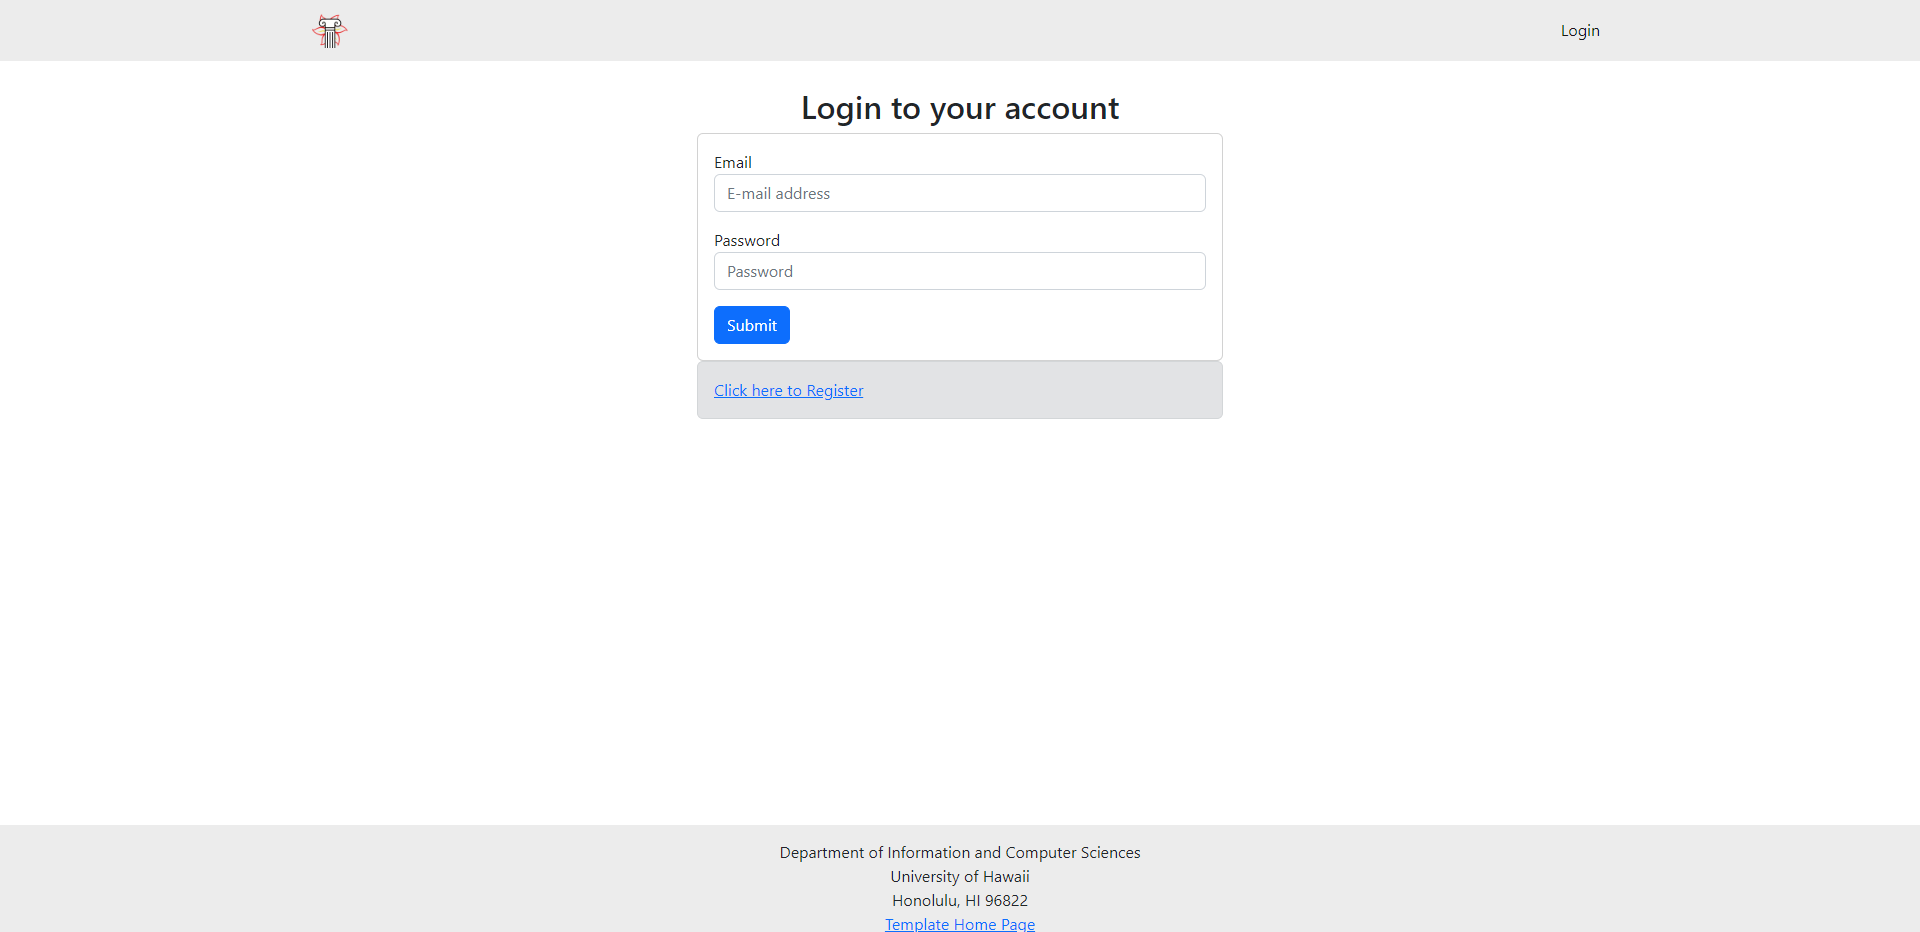 Login
Login to your account
Email
E-mail address
Password
Password
Submit
Click here to Register
Department of Information and Computer Sciences
University of Hawaii
Honolulu, HI 96822
Template Home Page